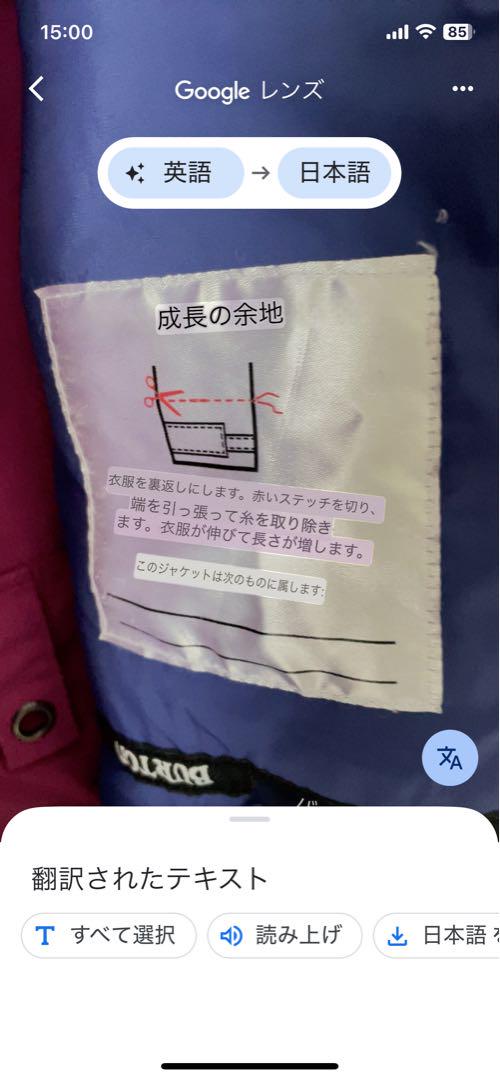 15:00
85
Google レンズ
英語 → 日本語
成長の余地
衣服を裏返しにします。赤いステッチを切り、
端を引っ張って糸を取り除き
ます。衣服が伸びて長さが増します。
このジャケットは次のものに属します:
BURTON
翻訳されたテキスト
すべて選択
読み上げ
日本語を